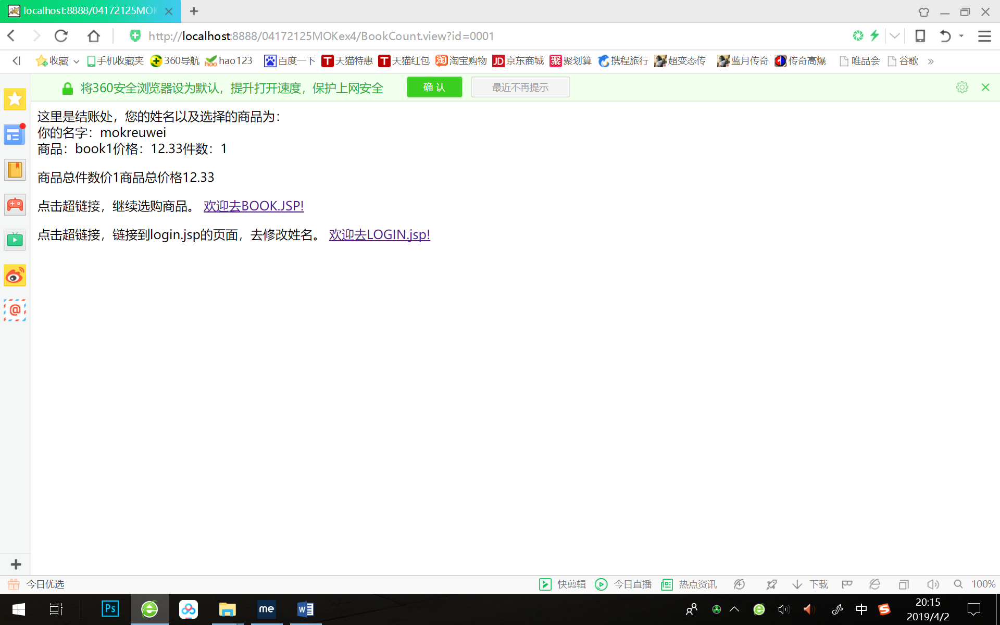 localhost:8888/04172125MOK
http://localhost:8888/04172125MOKex4/BookCount.view?id=0001
收藏 手机收藏夹 360导航 hao123 百度一下 T 天猫特惠 T 天猫红包 淘 淘宝购物 JD 京东商城 聚 聚划算 携程旅行 超变态传 蓝月传奇 传奇高爆 唯品会 谷歌 »
将360安全浏览器设为默认，提升打开速度，保护上网安全 确 认 最近不再提示
这里是结账处，您的姓名以及选择的商品为：
你的名字：mokreuwei
商品：book1价格：12.33件数：1
商品总件数价1商品总价格12.33
点击超链接，继续选购商品。 欢迎去BOOK.JSP!
点击超链接，链接到login.jsp的页面，去修改姓名。 欢迎去LOGIN.jsp!
@
今日优选 快剪辑 今日直播 热点资讯 下载 100%
Ps me W 中 S 20:15
2019/4/2